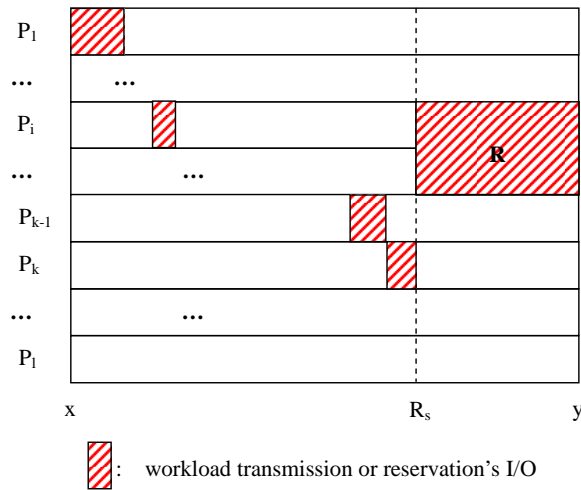 P1
... ...
Pi
R
... ...
Pk-1
Pk
... ...
Pl
x Rs y
: workload transmission or reservation's I/O